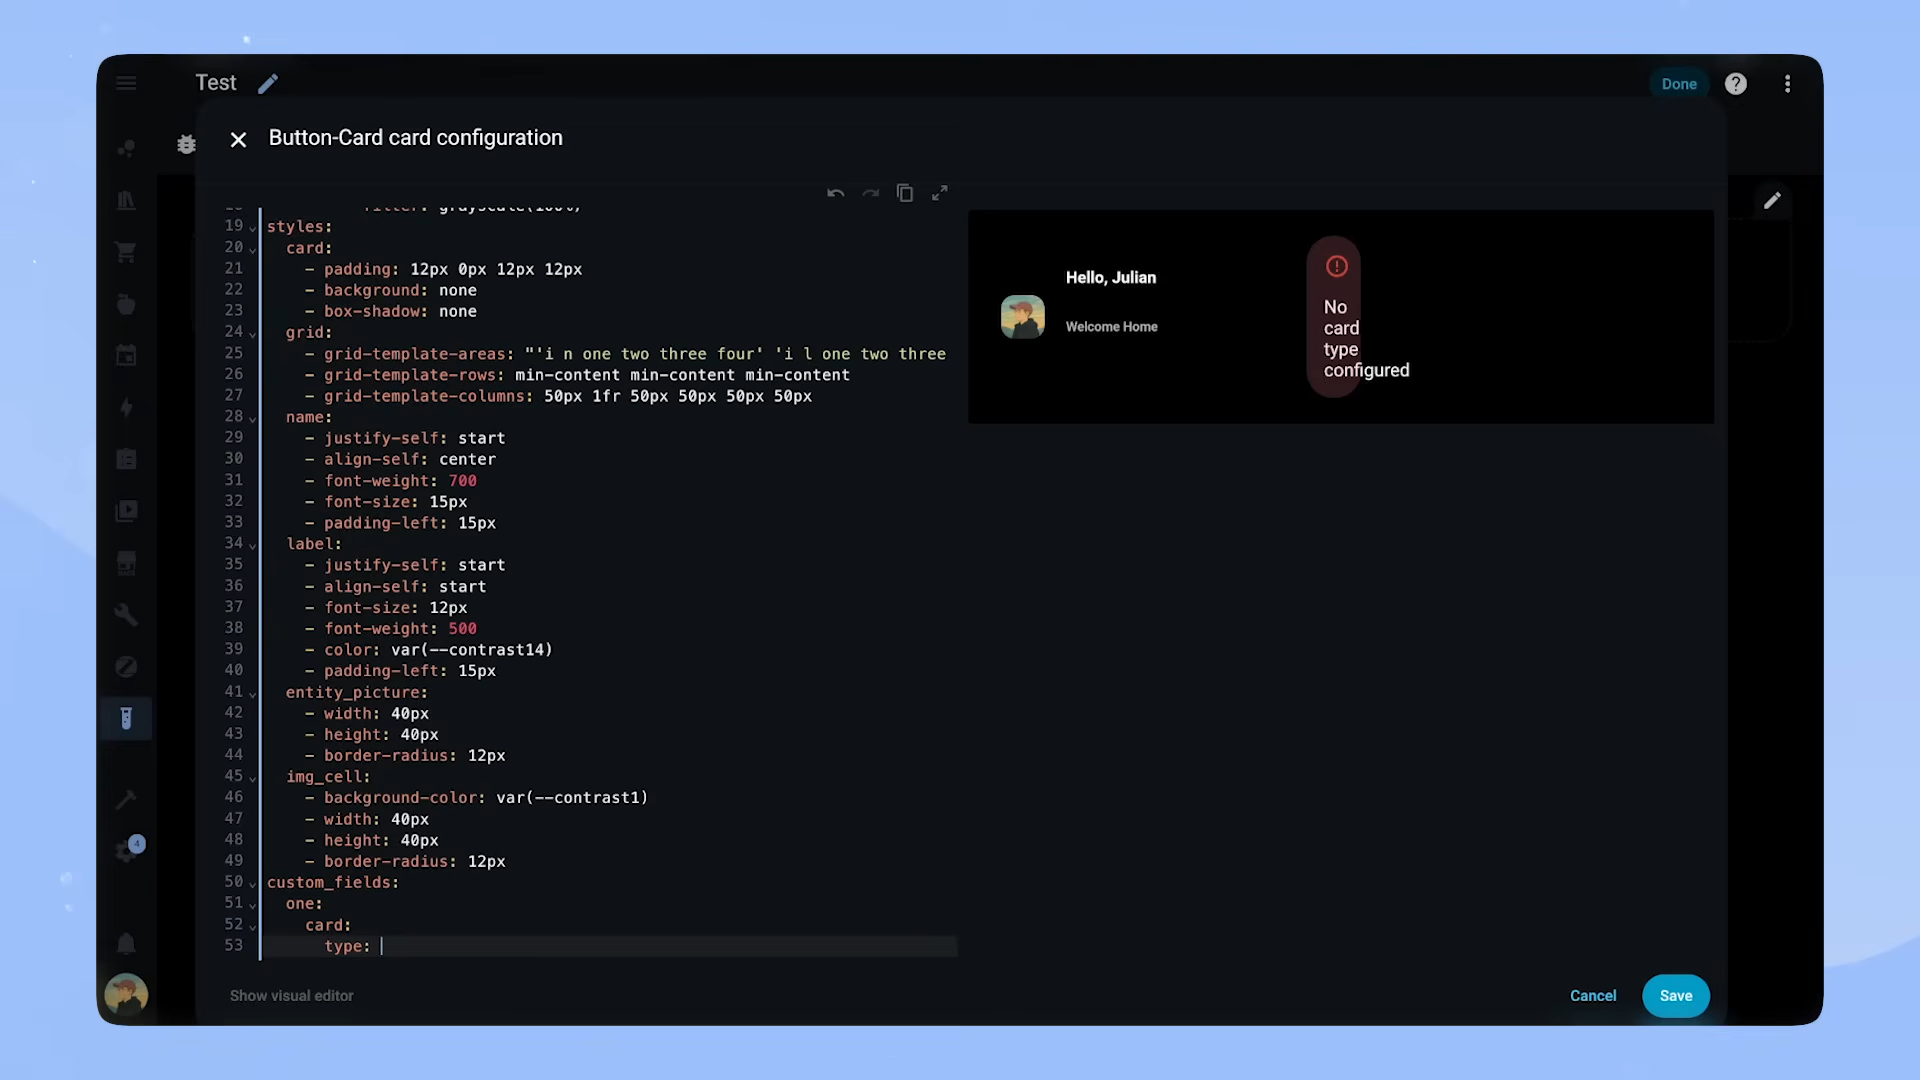 Test
Done
Button-Card card configuration
19 styles:
20 card:
21 - padding: 12px 0px 12px 12px
22 - background: none
23 - box-shadow: none
24 grid:
25 - grid-template-areas: "'i n one two three four' 'i l one two three
26 - grid-template-rows: min-content min-content min-content
27 - grid-template-columns: 50px 1fr 50px 50px 50px 50px
28 name:
29 - justify-self: start
30 - align-self: center
31 - font-weight: 700
32 - font-size: 15px
33 - padding-left: 15px
34 label:
35 - justify-self: start
36 - align-self: start
37 - font-size: 12px
38 - font-weight: 500
39 - color: var(--contrast14)
40 - padding-left: 15px
41 entity_picture:
42 - width: 40px
43 - height: 40px
44 - border-radius: 12px
45 img_cell:
46 - background-color: var(--contrast1)
47 - width: 40px
48 - height: 40px
49 - border-radius: 12px
50 custom_fields:
51 one:
52 card:
53 type:
Hello, Julian
Welcome Home
No
card
type
configured
4
Show visual editor
Cancel
Save